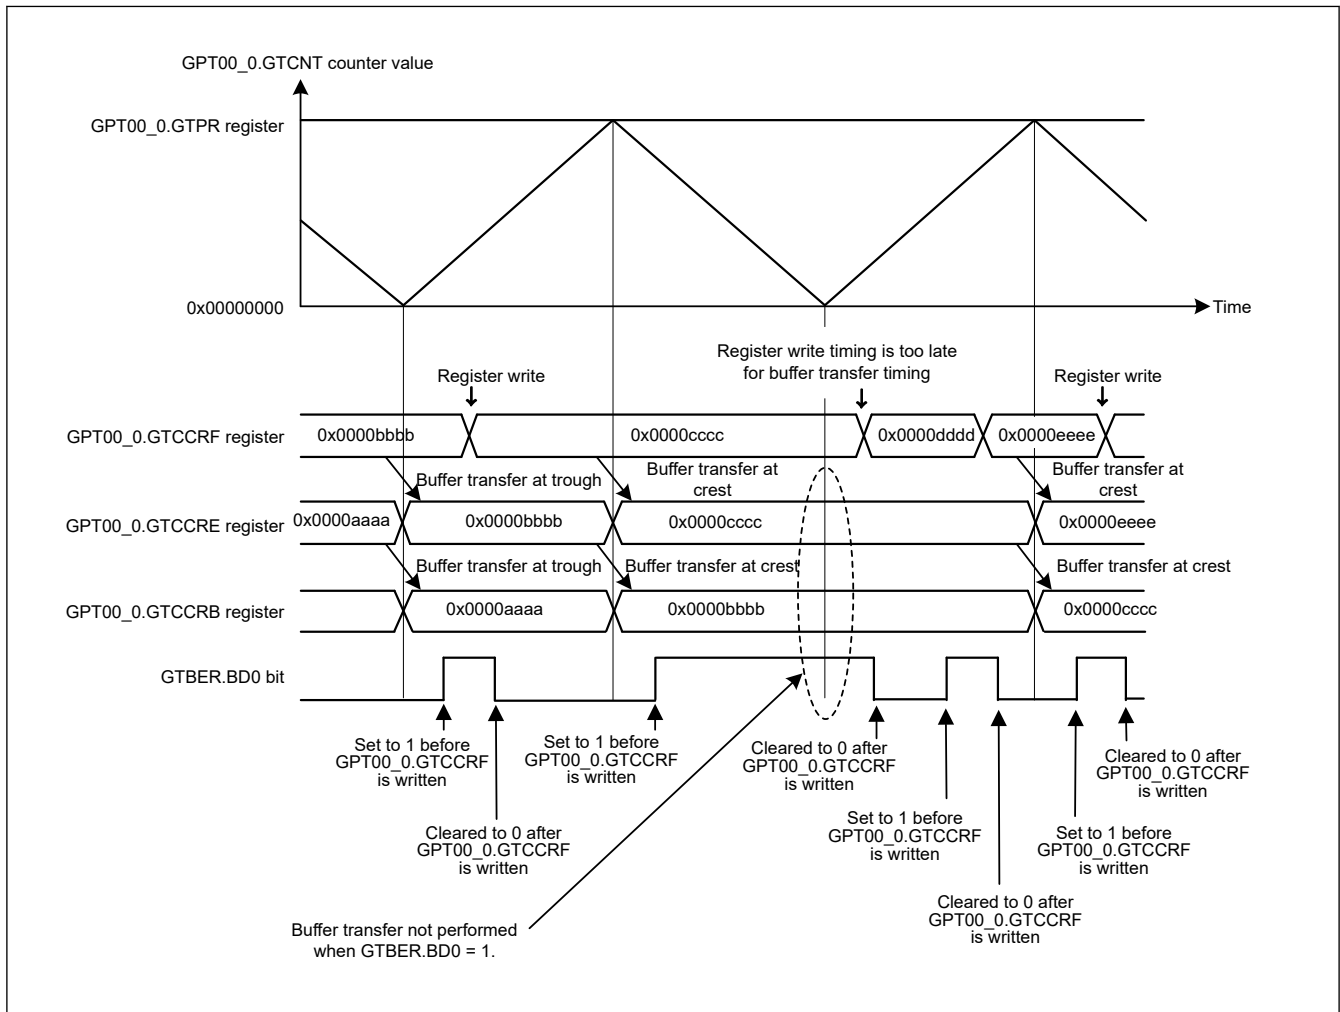 GPT00_0.GTCNT counter value
GPT00_0.GTPR register
0x00000000
Time
Register write timing is too late
for buffer transfer timing
Register write
Register write
GPT00_0.GTCCRF register
0x0000bbbb
0x0000cccc
0x0000dddd
0x0000eeee
Buffer transfer at trough
Buffer transfer at
crest
Buffer transfer at
crest
GPT00_0.GTCCRE register
0x0000aaaa
0x0000bbbb
0x0000cccc
0x0000eeee
Buffer transfer at trough
Buffer transfer at crest
Buffer transfer at crest
GPT00_0.GTCCRB register
0x0000aaaa
0x0000bbbb
0x0000cccc
GTBER.BD0 bit
Set to 1 before
GPT00_0.GTCCRF
is written
Set to 1 before
GPT00_0.GTCCRF
is written
Cleared to 0 after
GPT00_0.GTCCRF
is written
Cleared to 0 after
GPT00_0.GTCCRF
is written
Cleared to 0 after
GPT00_0.GTCCRF
is written
Set to 1 before
GPT00_0.GTCCRF
is written
Set to 1 before
GPT00_0.GTCCRF
is written
Cleared to 0 after
GPT00_0.GTCCRF
is written
Buffer transfer not performed
when GTBER.BD0 = 1.